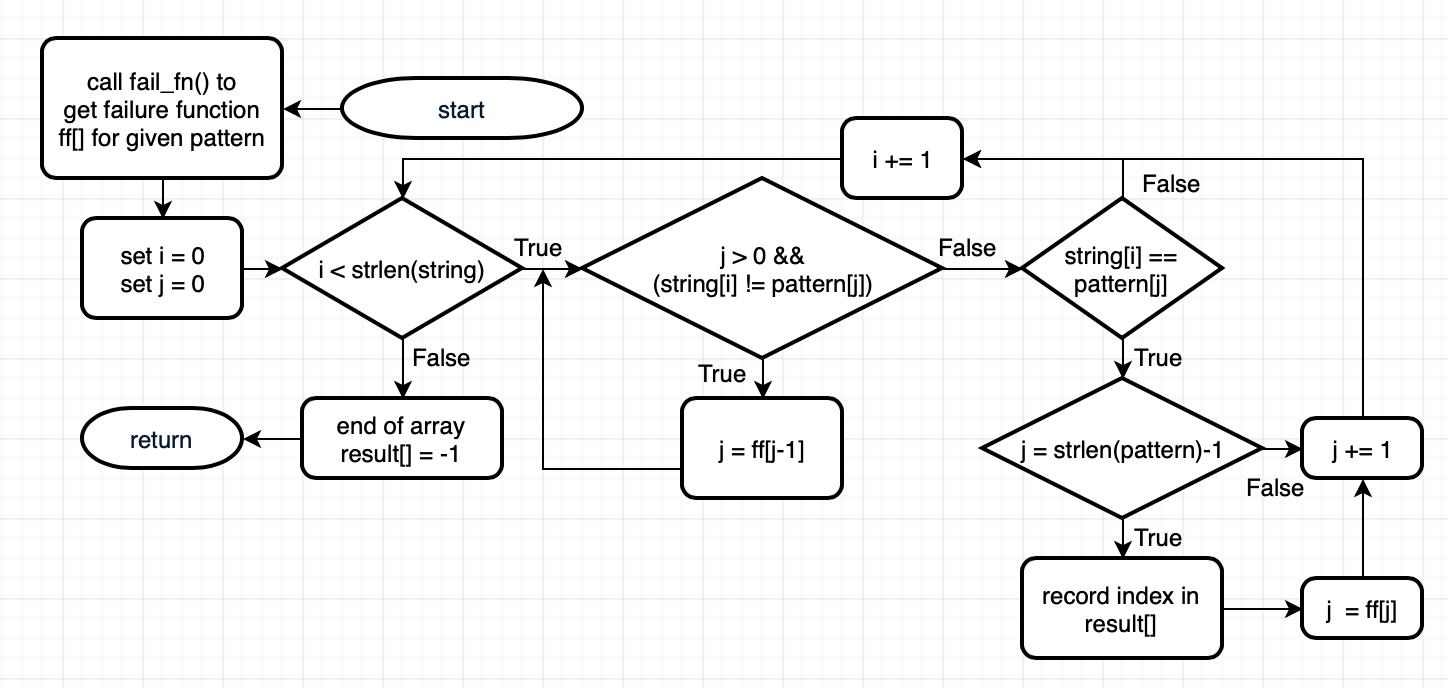 start
call fail_fn() to
get failure function
ff[] for given pattern
set i = 0
set j = 0
i < strlen(string)
True
False
end of array
result[] = -1
return
j > 0 &&
(string[i] != pattern[j])
True
j = ff[j-1]
False
string[i] ==
pattern[j]
False
i += 1
True
j = strlen(pattern)-1
False
j += 1
True
record index in
result[]
j  = ff[j]